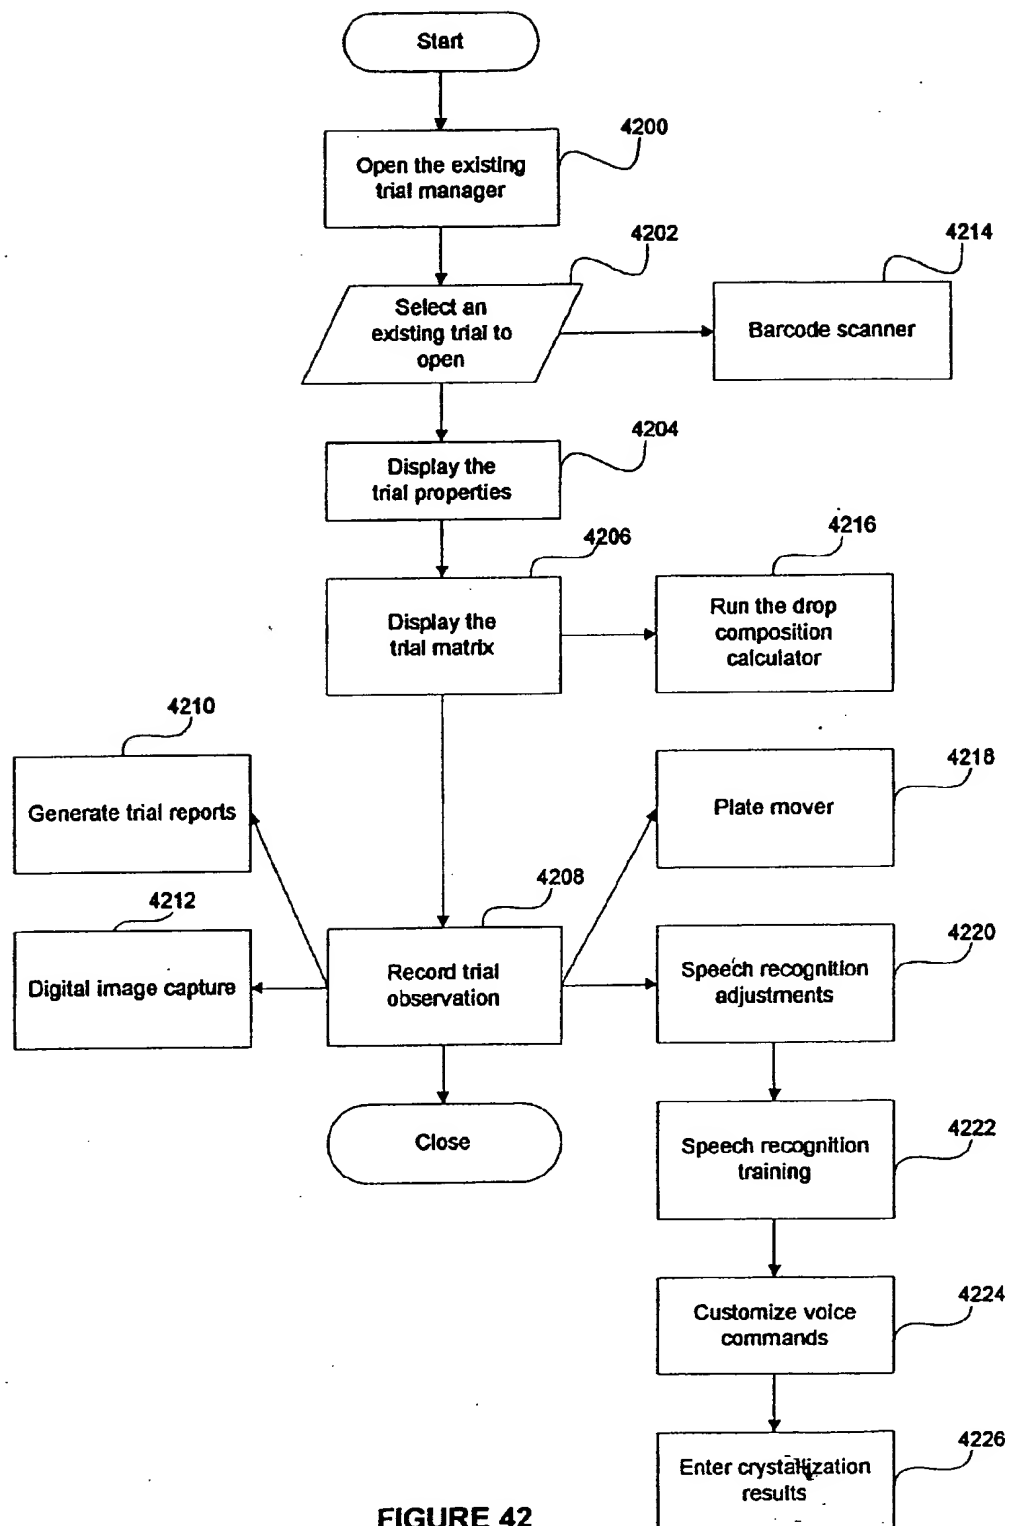 Start
4200
Open the existing
trial manager
4202
4214
Select an
existing trial to
open
Barcode scanner
4204
Display the
trial properties
4206
4216
Display the
trial matrix
Run the drop
composition
calculator
4210
4218
Generate trial reports
Plate mover
4208
4212
4220
Digital image capture
Record trial
observation
Speech recognition
adjustments
Close
4222
Speech recognition
training
4224
Customize voice
commands
4226
Enter crystallization
results
FIGURE 42